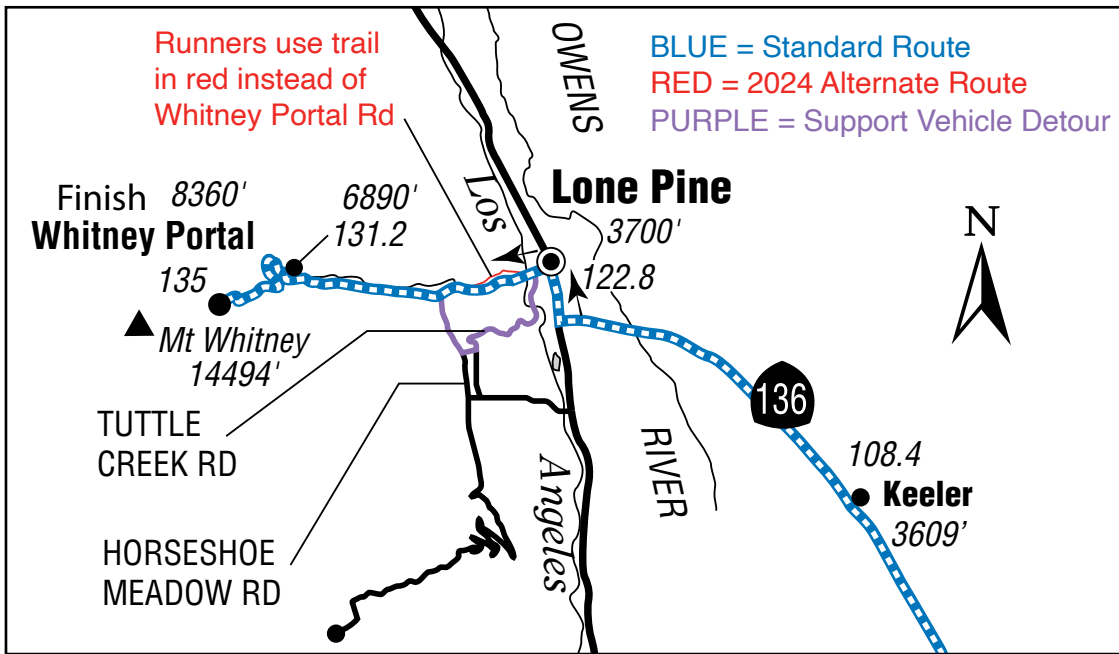 Runners use trail
in red instead of
Whitney Portal Rd
OWENS
BLUE = Standard Route
RED = 2024 Alternate Route
PURPLE = Support Vehicle Detour
Finish 8360'
Whitney Portal
135
6890'
131.2
Los
Lone Pine
3700'
122.8
N
Mt Whitney
14494'
TUTTLE
CREEK RD
136
RIVER
Angeles
108.4
Keeler
3609'
HORSESHOE
MEADOW RD